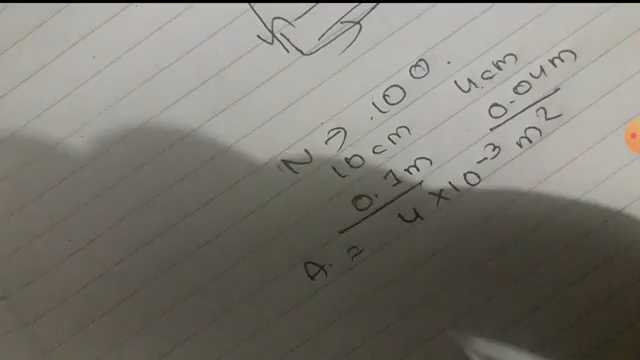 N → 100.
10cm 4cm
0.1m 0.04m
A = 4×10⁻³ m²